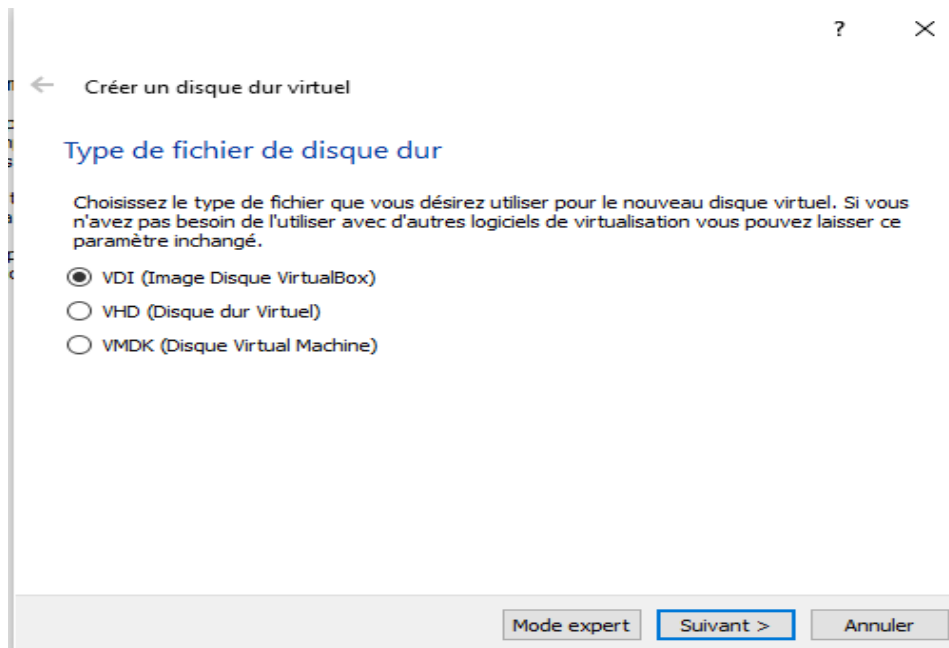 ?
Créer un disque dur virtuel
Type de fichier de disque dur
Choisissez le type de fichier que vous désirez utiliser pour le nouveau disque virtuel. Si vous
n'avez pas besoin de l'utiliser avec d'autres logiciels de virtualisation vous pouvez laisser ce
paramètre inchangé.
VDI (Image Disque VirtualBox)
VHD (Disque dur Virtuel)
VMDK (Disque Virtual Machine)
Mode expert Suivant > Annuler